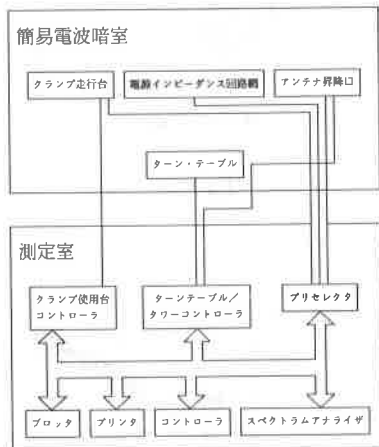 簡易電波暗室
クランプ走行台
電源インピーダンス回路網
アンテナ昇降口
ターン・テーブル
測定室
クランプ使用台
コントローラ
ターンテーブル/
タワーコントローラ
プリセレクタ
プロッタ
プリンタ
コントローラ
スペクトラムアナライザ